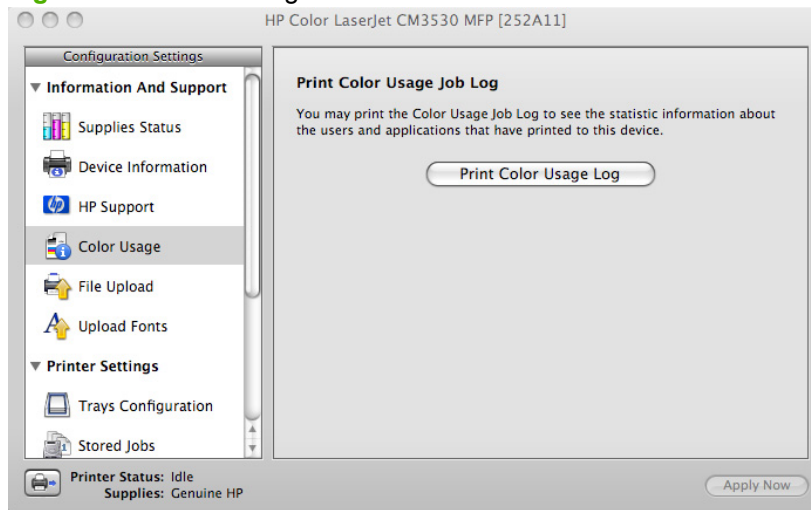 HP Color LaserJet CM3530 MFP [252A11]
Configuration Settings
Information And Support
Supplies Status
Device Information
HP Support
Color Usage
File Upload
Upload Fonts
Printer Settings
Trays Configuration
Stored Jobs
Print Color Usage Job Log
You may print the Color Usage Job Log to see the statistic information about
the users and applications that have printed to this device.
Print Color Usage Log
Printer Status: Idle
Supplies: Genuine HP
Apply Now